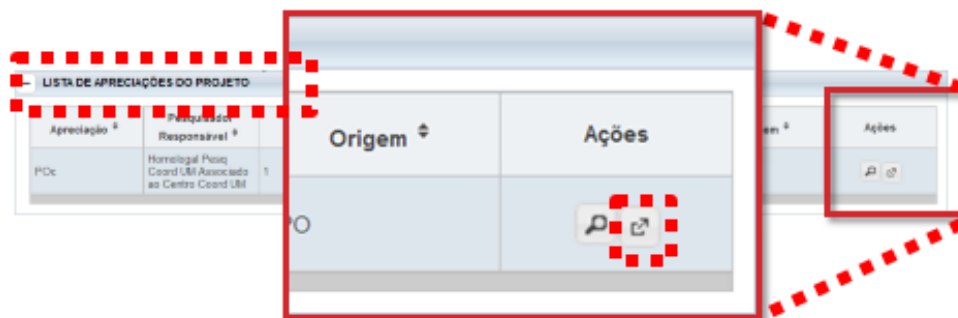 LISTA DE APRECIAÇÕES DO PROJETO
Apreciação
Pesquisador
Responsável
Origem
Ações
em
Ações
POc
Homologal Pesq
Coord UM Associado
ao Centro Coord UM
1
PO